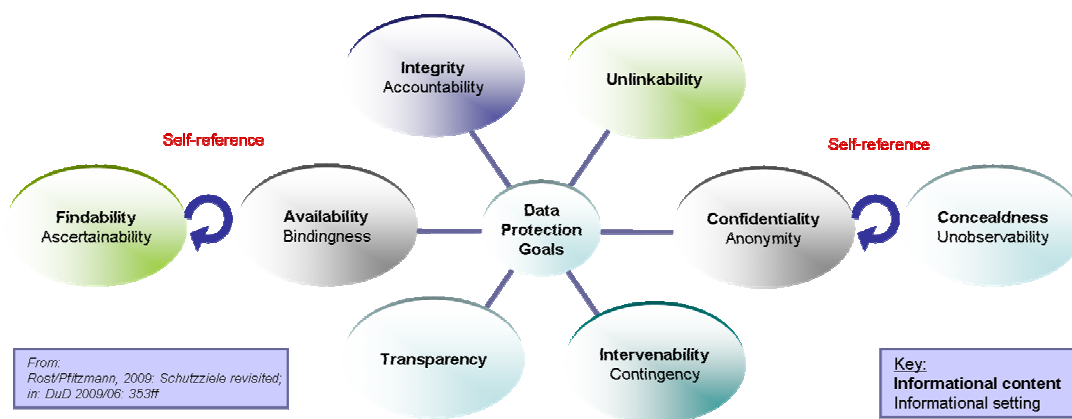 Integrity
Accountability
Unlinkability
Self-reference
Self-reference
Findability
Ascertainability
Availability
Bindingness
Data
Protection
Goals
Confidentiality
Anonymity
Concealdness
Unobservability
Transparency
Intervenability
Contingency
From:
Rost/Pfitzmann, 2009: Schutzziele revisited;
in: DuD 2009/06: 353ff
Key:
Informational content
Informational setting